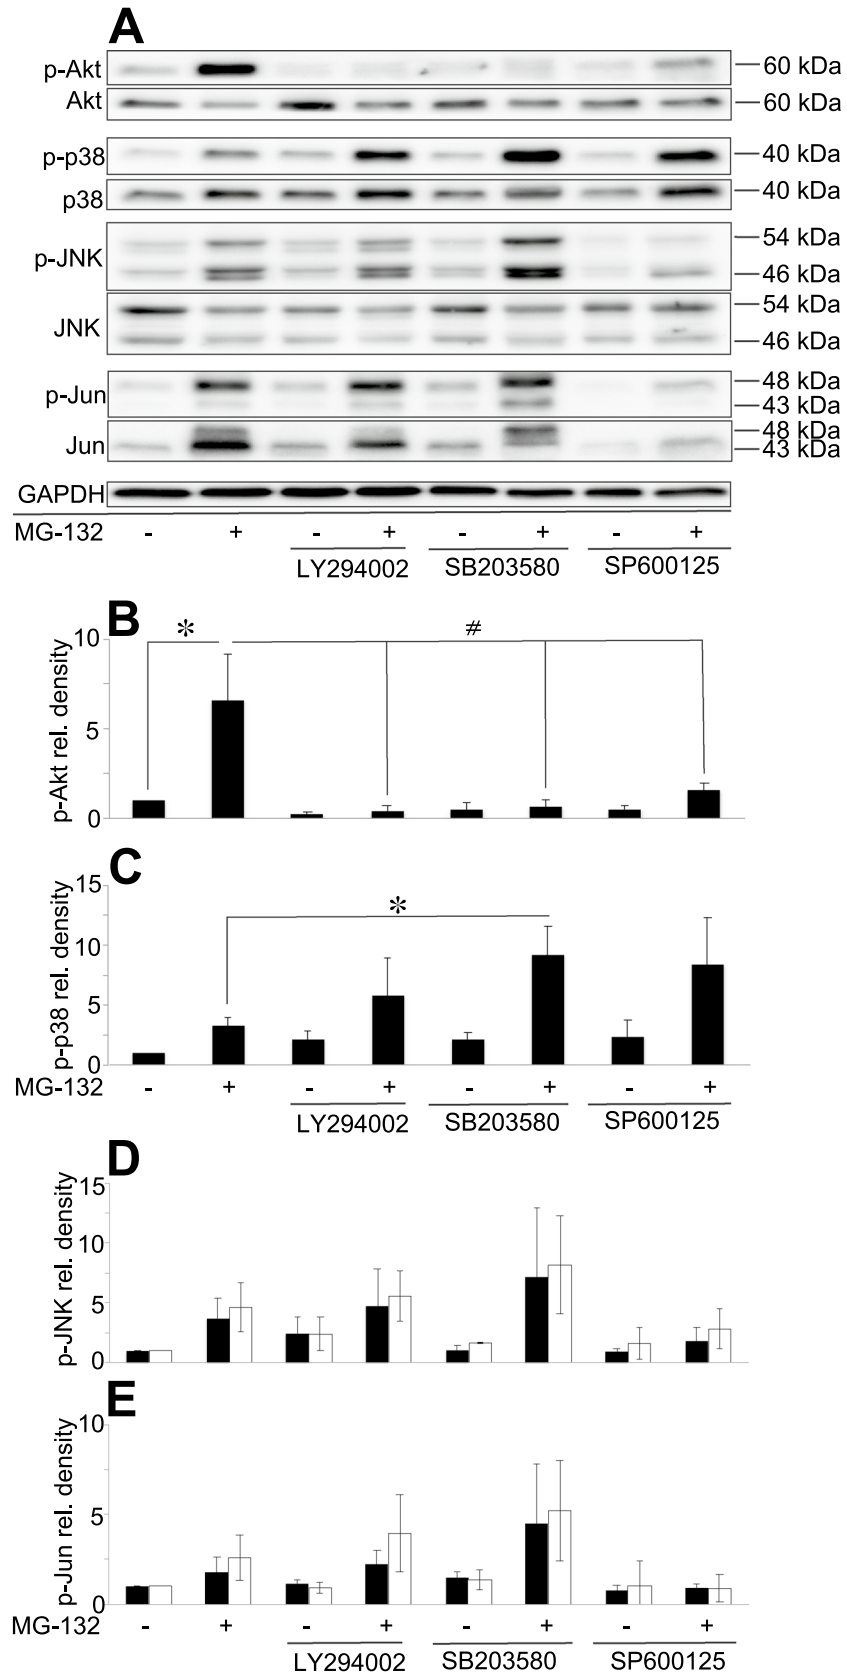 A
p-Akt 60 kDa
Akt 60 kDa
p-p38 40 kDa
p38 40 kDa
p-JNK 54 kDa
46 kDa
JNK 54 kDa
46 kDa
p-Jun 48 kDa
43 kDa
Jun 48 kDa
43 kDa
GAPDH
MG-132 - + - + - + - +
LY294002 SB203580 SP600125
B
p-Akt rel. density
10
5
0
* #
C
p-p38 rel. density
15
10
5
0
*
MG-132 - + - + - + - +
LY294002 SB203580 SP600125
D
p-JNK rel. density
15
10
5
0
E
p-Jun rel. density
10
5
0
MG-132 - + - + - + - +
LY294002 SB203580 SP600125